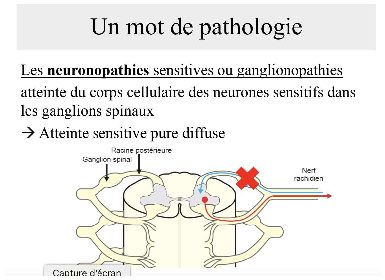 Un mot de pathologie
Les neuronopathies sensitives ou ganglionopathies
atteinte du corps cellulaire des neurones sensitifs dans
les ganglions spinaux
→ Atteinte sensitive pure diffuse
Racine postérieure
Ganglion spinal
Nerf
rachidien
Capture d'écran